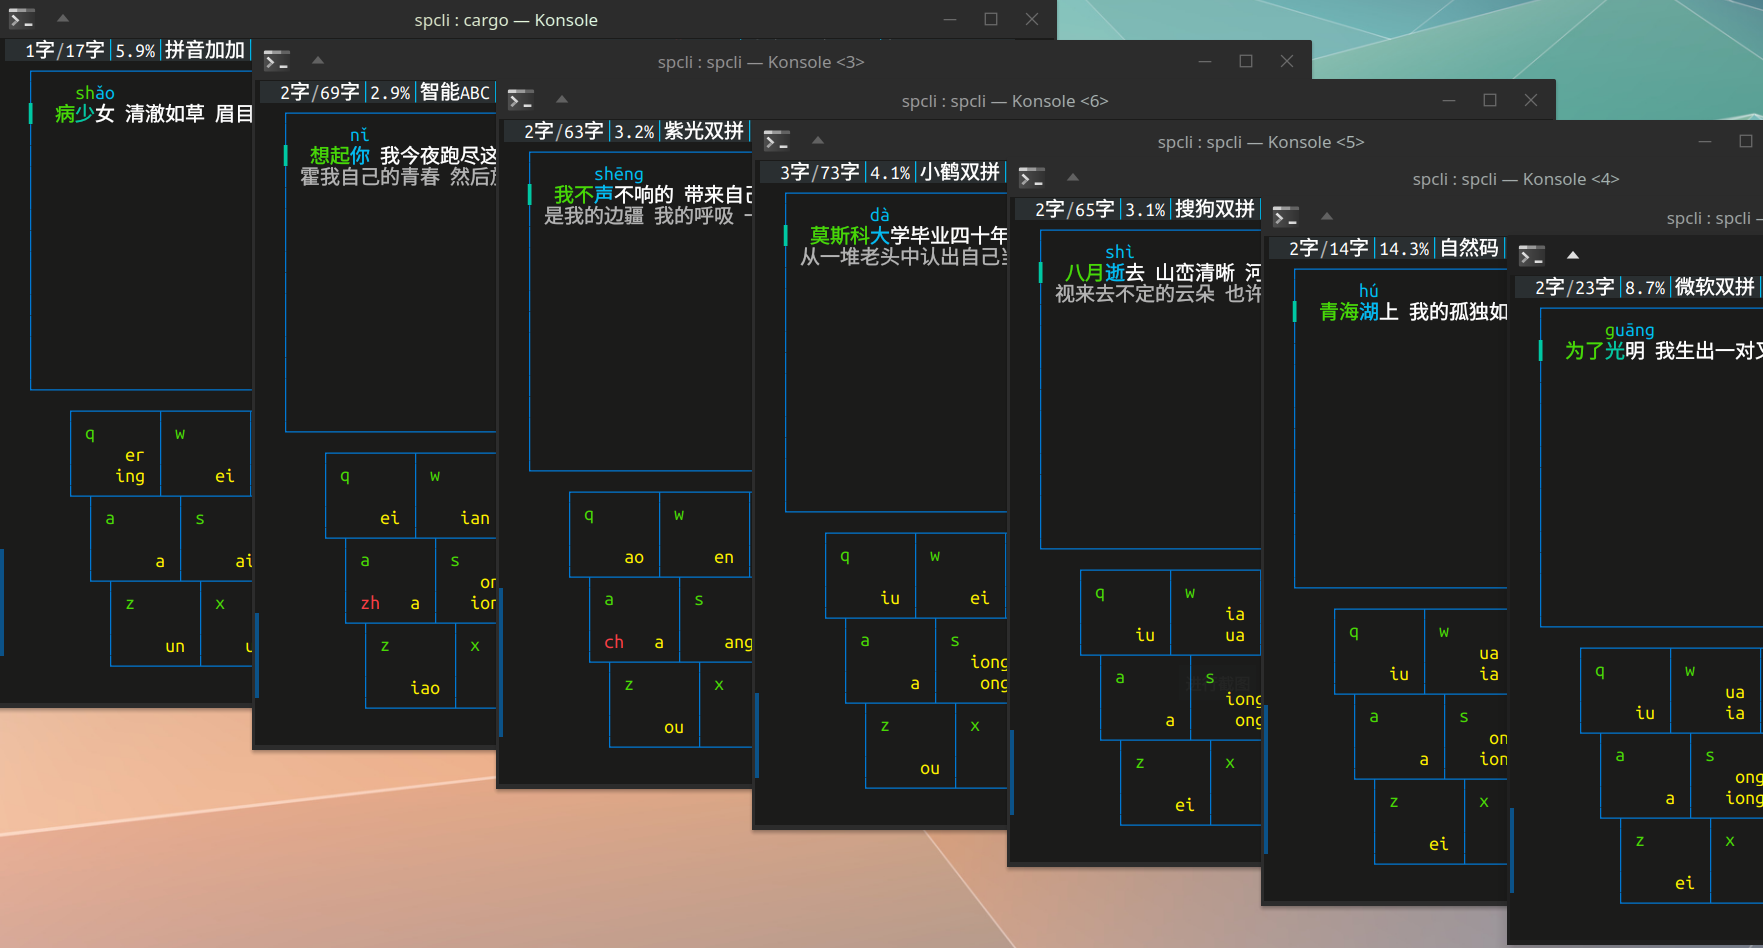 spcli : cargo — Konsole
1字/17字 5.9% 拼音加加
shǎo
病少女 清澈如草 眉目
q w
er
ing ei
a s
a ai
z x
un
spcli : spcli — Konsole <3>
2字/69字 2.9% 智能ABC
nǐ
想起你 我今夜跑尽这
霍我自己的青春 然后放
q w
ei ian
a s
on
zh a ion
z x
iao
spcli : spcli — Konsole <6>
2字/63字 3.2% 紫光双拼
shēng
我不声不响的 带来自己
是我的边疆 我的呼吸 一
q w
ao en
a s
ch a ang
z x
ou
spcli : spcli — Konsole <5>
3字/73字 4.1% 小鹤双拼
dà
莫斯科大学毕业四十年
从一堆老头中认出自己当
q w
iu ei
a s
iong
a ong
z x
ou
spcli : spcli — Konsole <4>
2字/65字 3.1% 搜狗双拼
shì
八月逝去 山峦清晰 河
视来去不定的云朵 也许
q w
ia
iu ua
a s
iong
a ong
z x
ei
spcli : spcli —
2字/14字 14.3% 自然码
hú
青海湖上 我的孤独如
q w
ua
iu ia
a s
on
a ion
z x
ei
2字/23字 8.7% 微软双拼
guāng
为了光明 我生出一对又
q w
ua
iu ia
a s
ong
a iong
z x
ei